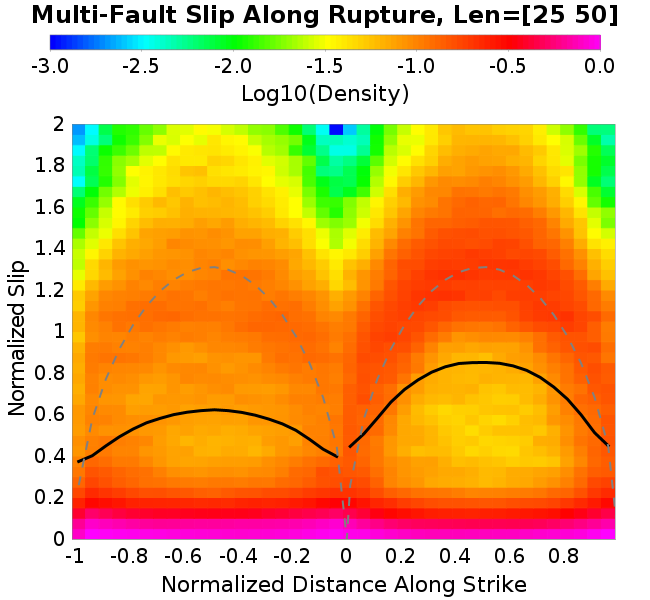 Multi-Fault Slip Along Rupture, Len=[25 50]
-3.0 -2.5 -2.0 -1.5 -1.0 -0.5 0.0
Log10(Density)
2
1.8
1.6
1.4
1.2
1
0.8
0.6
0.4
0.2
0
Normalized Slip
-1 -0.8 -0.6 -0.4 -0.2 0 0.2 0.4 0.6 0.8
Normalized Distance Along Strike